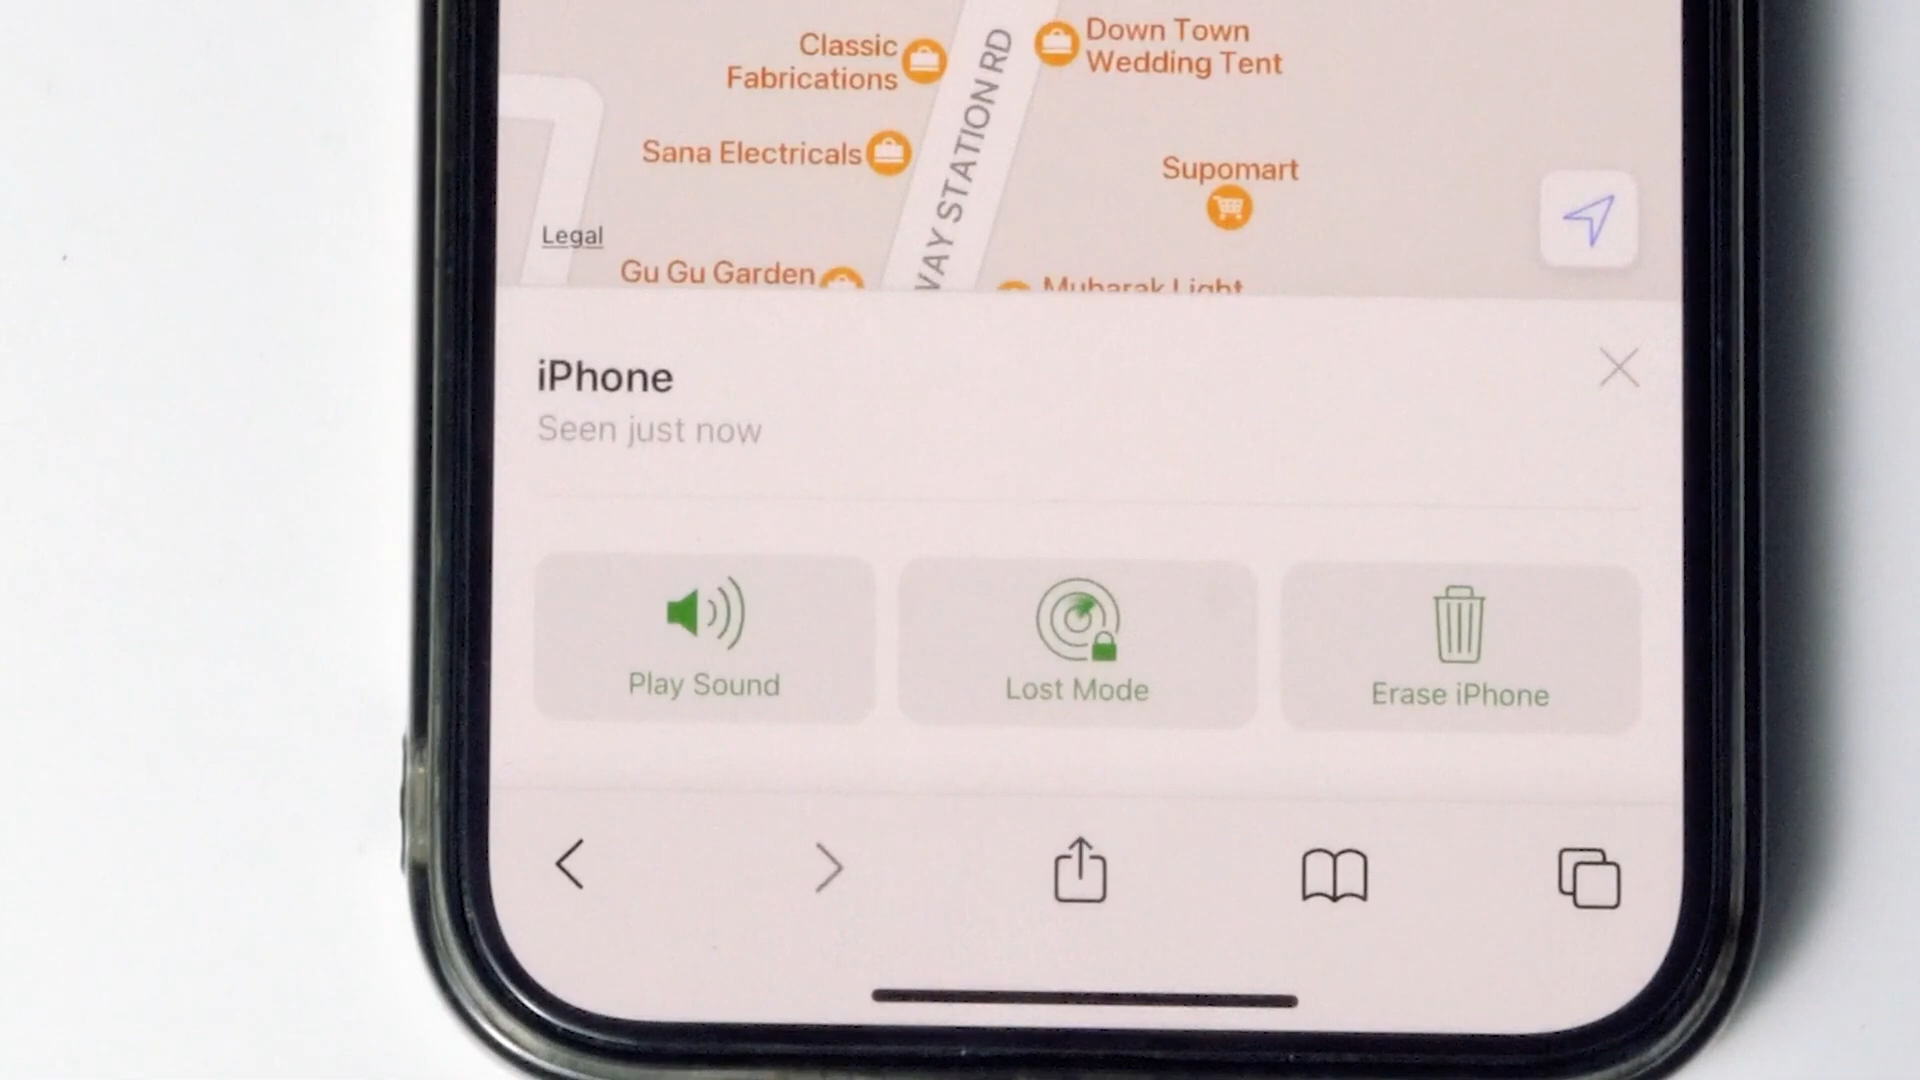 Classic
Fabrications
Down Town
Wedding Tent
STATION RD
Sana Electricals
Supomart
Legal
Gu Gu Garden
Mubarak Light
iPhone
Seen just now
Play Sound
Lost Mode
Erase iPhone